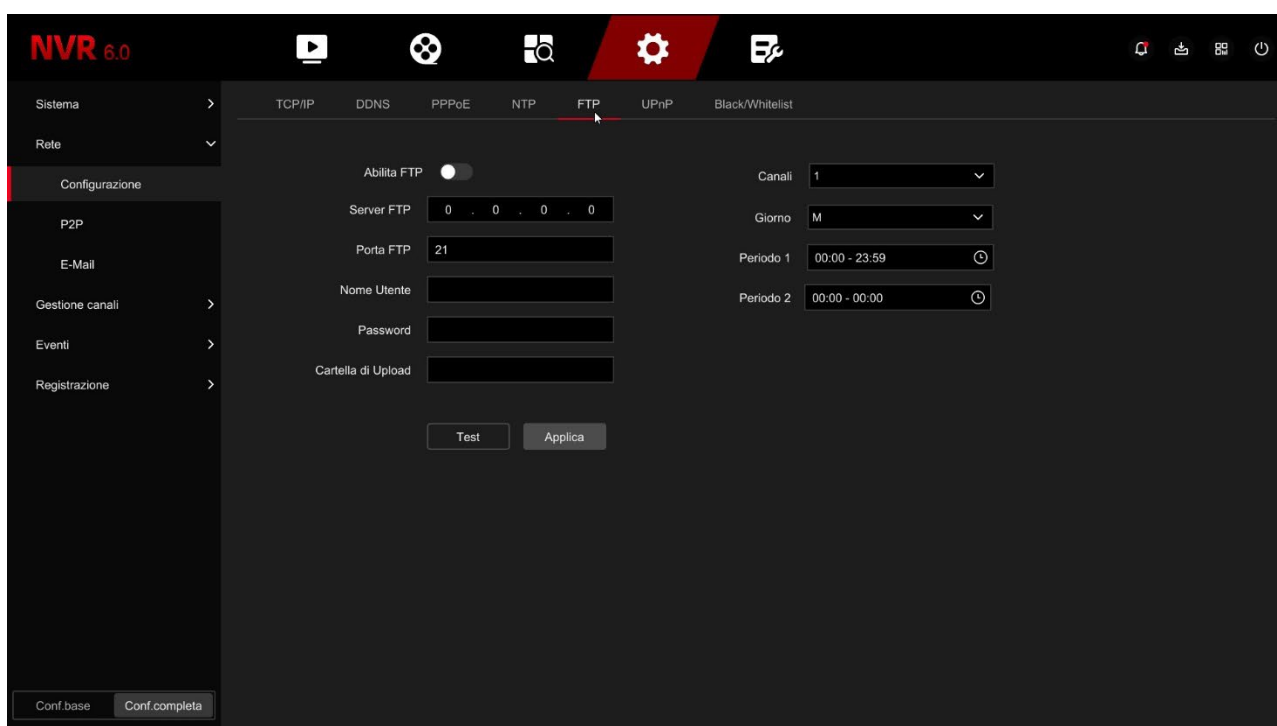 NVR 6.0
Sistema
Rete
Configurazione
P2P
E-Mail
Gestione canali
Eventi
Registrazione
Conf.base Conf.completa
TCP/IP DDNS PPPoE NTP FTP UPnP Black/Whitelist
Abilita FTP
Server FTP 0 . 0 . 0 . 0
Porta FTP 21
Nome Utente
Password
Cartella di Upload
Test Applica
Canali 1
Giorno M
Periodo 1 00:00 - 23:59
Periodo 2 00:00 - 00:00